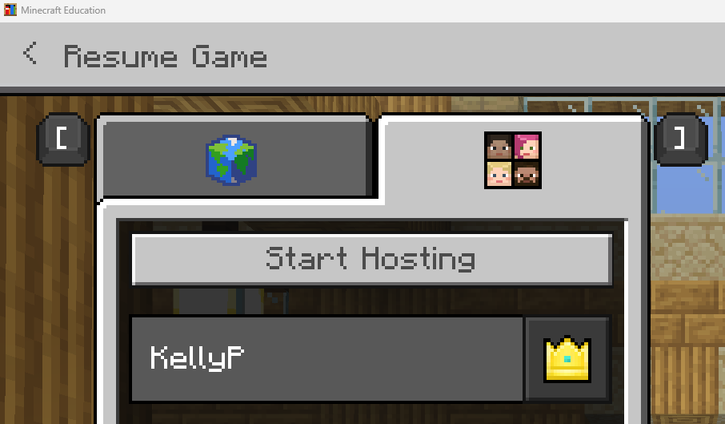 Minecraft Education
Resume Game
[
]
Start Hosting
KellyP